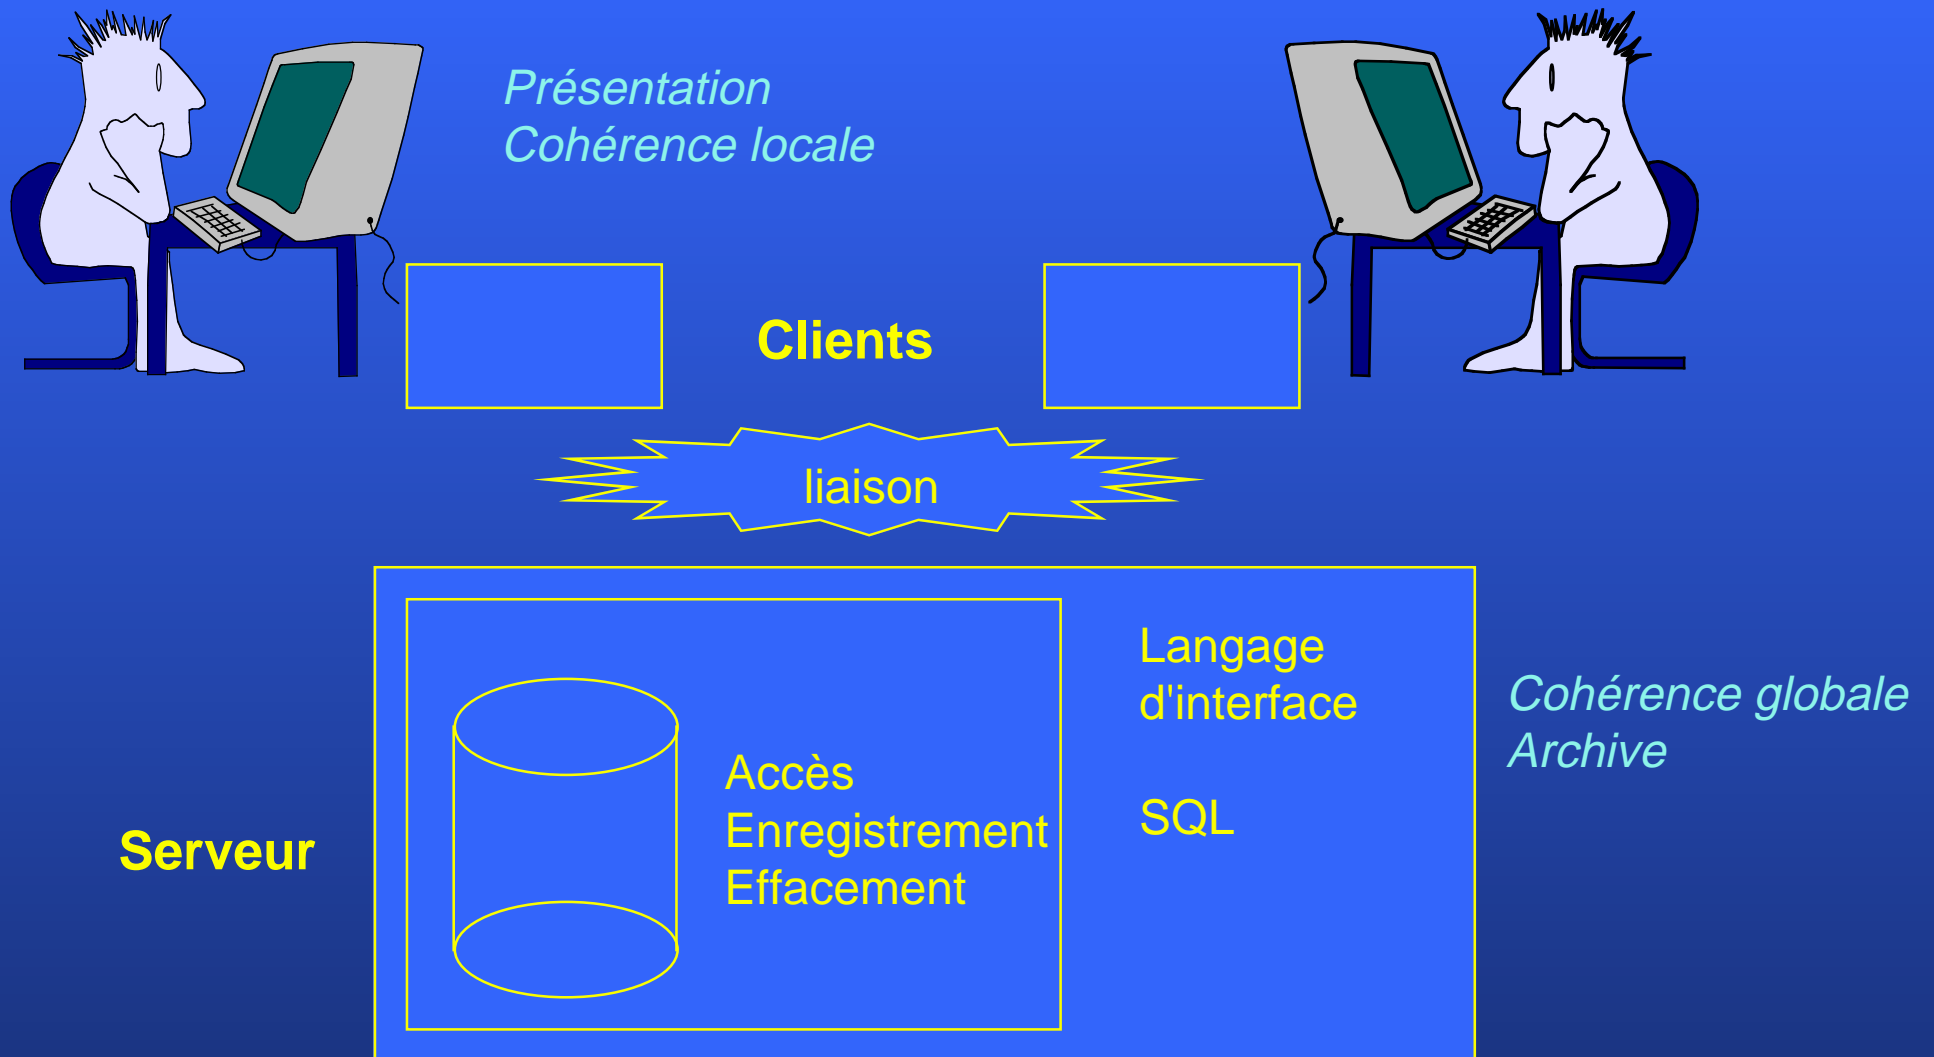 Présentation
Cohérence locale
Clients
liaison
Langage
d'interface
SQL
Accès
Enregistrement
Effacement
Serveur
Cohérence globale
Archive